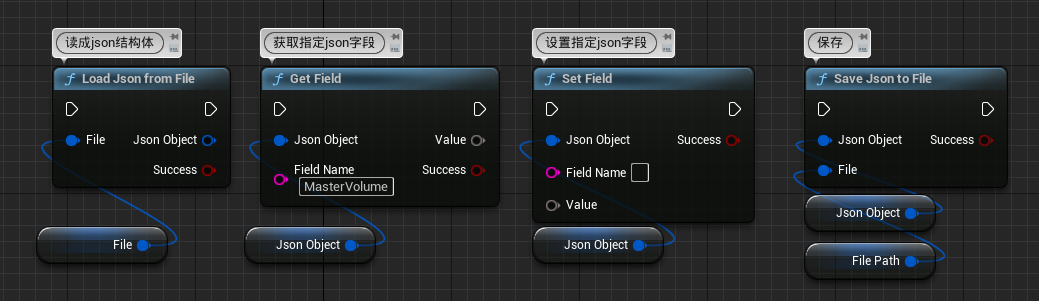 读成json结构体
获取指定json字段
设置指定json字段
保存
f Load Json from File
File
Json Object
Success
File
f Get Field
Json Object
Value
Field Name
Success
MasterVolume
Json Object
f Set Field
Json Object
Success
Field Name
Value
Json Object
f Save Json to File
Json Object
Success
File
Json Object
File Path